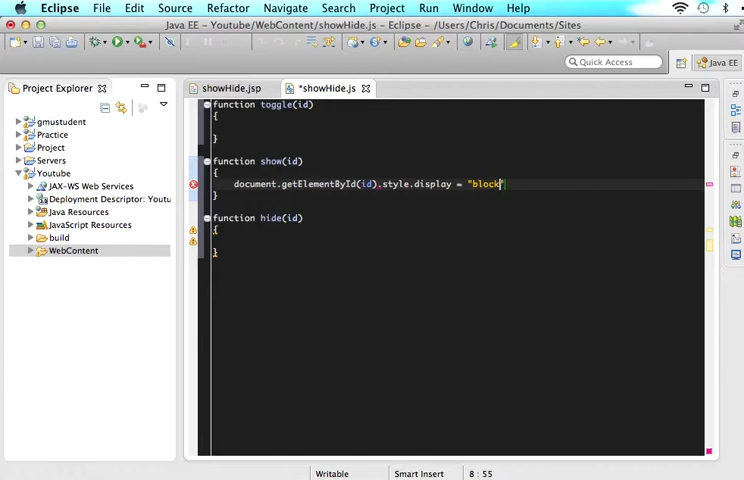 Eclipse File Edit Source Refactor Navigate Search Project Run Window Help
Java EE - Youtube/WebContent/showHide.js - Eclipse - /Users/Chris/Documents/Sites
Quick Access
Java EE
Project Explorer
showHide.jsp
*showHide.js
gmustudent
Practice
Project
Servers
Youtube
JAX-WS Web Services
Deployment Descriptor: Youtu
Java Resources
JavaScript Resources
build
WebContent
function toggle(id)
{
}
function show(id)
{
document.getElementById(id).style.display = "block"
}
function hide(id)
{
}
Writable
Smart Insert
8 : 55